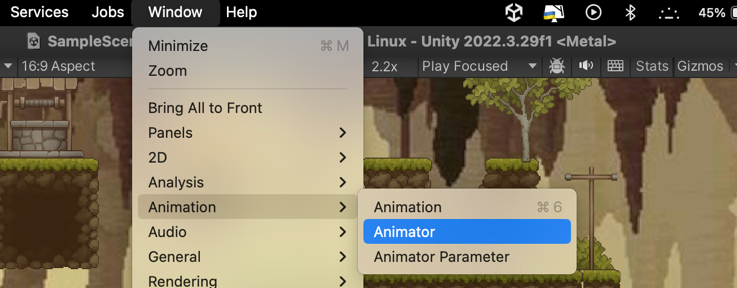 Services Jobs Window Help 45%
SampleScen Linux - Unity 2022.3.29f1 <Metal>
16:9 Aspect 2.2x Play Focused Stats Gizmos
Minimize ⌘ M
Zoom
Bring All to Front
Panels
2D
Analysis
Animation
Audio
General
Rendering
Animation ⌘ 6
Animator
Animator Parameter